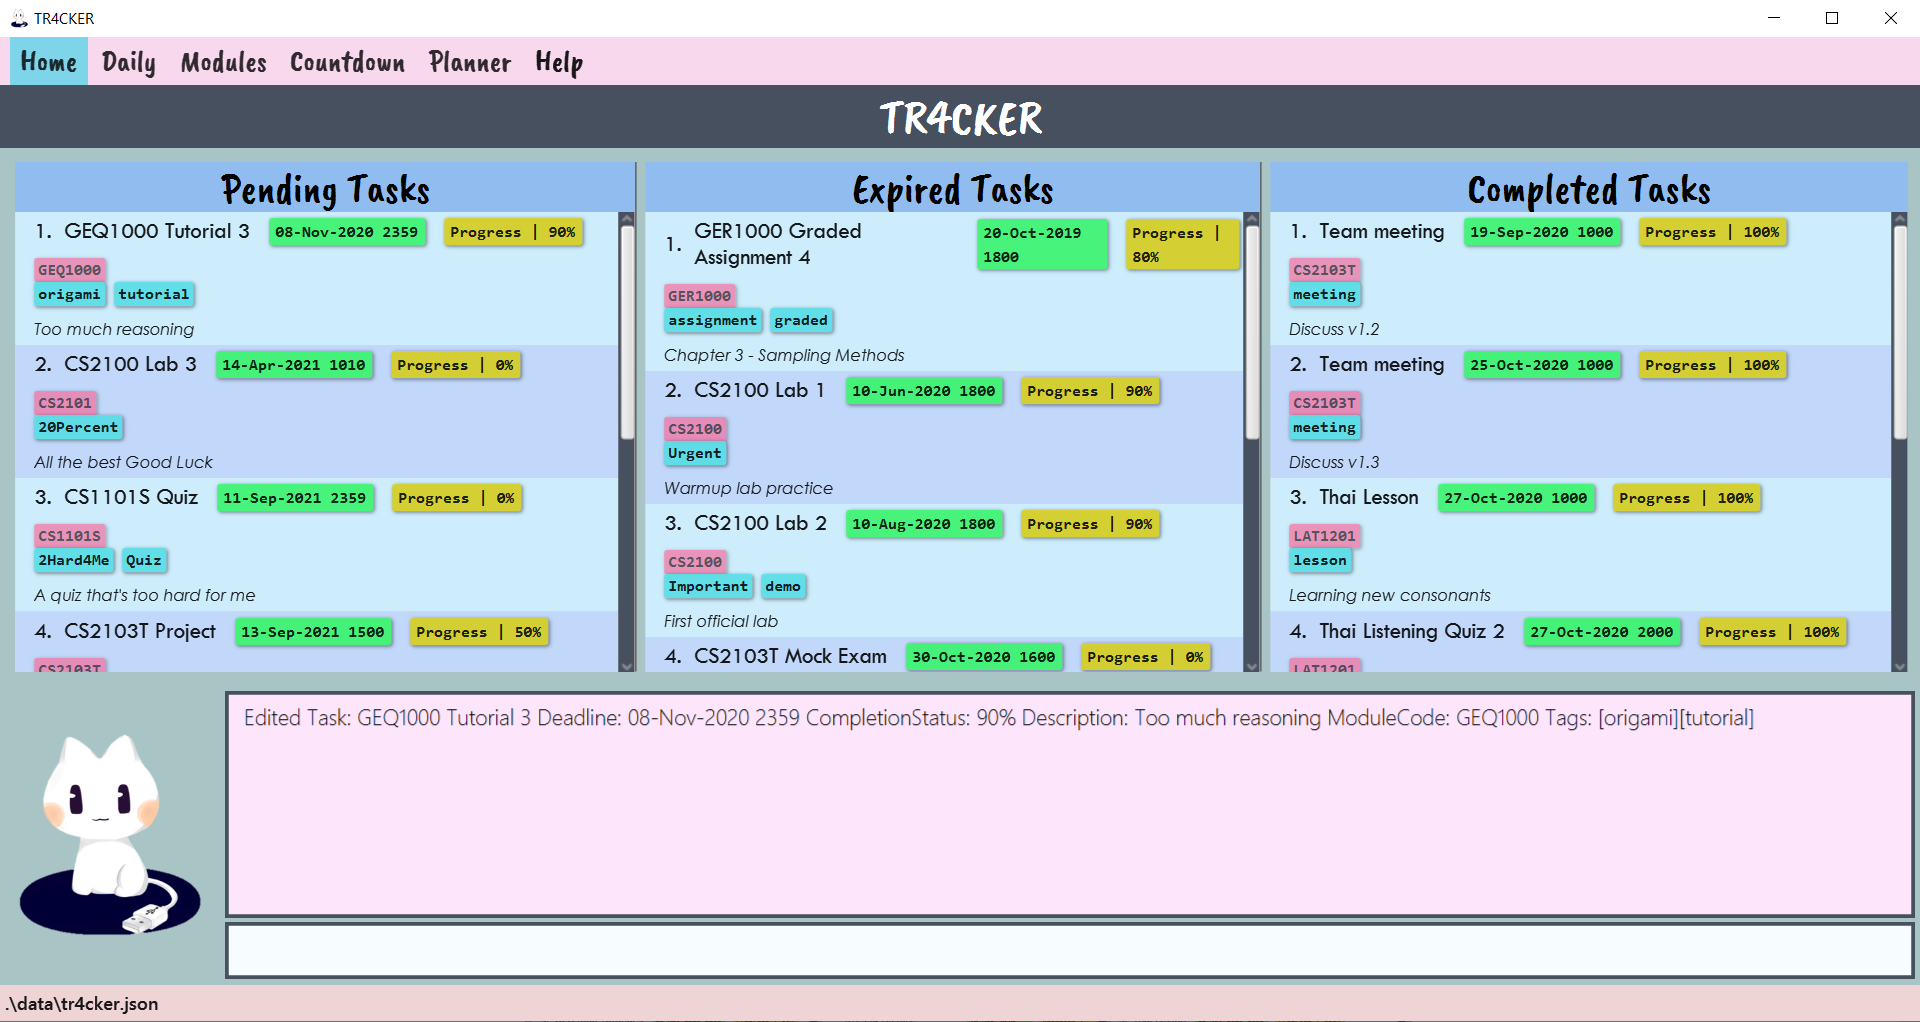 TR4CKER
Home Daily Modules Countdown Planner Help
TR4CKER
Pending Tasks
1. GEQ1000 Tutorial 3 08-Nov-2020 2359 Progress | 90%
GEQ1000
origami tutorial
Too much reasoning
2. CS2100 Lab 3 14-Apr-2021 1010 Progress | 0%
CS2101
20Percent
All the best Good Luck
3. CS1101S Quiz 11-Sep-2021 2359 Progress | 0%
CS1101S
2Hard4Me Quiz
A quiz that's too hard for me
4. CS2103T Project 13-Sep-2021 1500 Progress | 50%
CS2103T
Expired Tasks
1. GER1000 Graded Assignment 4 20-Oct-2019 1800 Progress | 80%
GER1000
assignment graded
Chapter 3 - Sampling Methods
2. CS2100 Lab 1 10-Jun-2020 1800 Progress | 90%
CS2100
Urgent
Warmup lab practice
3. CS2100 Lab 2 10-Aug-2020 1800 Progress | 90%
CS2100
Important demo
First official lab
4. CS2103T Mock Exam 30-Oct-2020 1600 Progress | 0%
Completed Tasks
1. Team meeting 19-Sep-2020 1000 Progress | 100%
CS2103T
meeting
Discuss v1.2
2. Team meeting 25-Oct-2020 1000 Progress | 100%
CS2103T
meeting
Discuss v1.3
3. Thai Lesson 27-Oct-2020 1000 Progress | 100%
LAT1201
lesson
Learning new consonants
4. Thai Listening Quiz 2 27-Oct-2020 2000 Progress | 100%
LAT1201
Edited Task: GEQ1000 Tutorial 3 Deadline: 08-Nov-2020 2359 CompletionStatus: 90% Description: Too much reasoning ModuleCode: GEQ1000 Tags: [origami][tutorial]
.\data\tr4cker.json